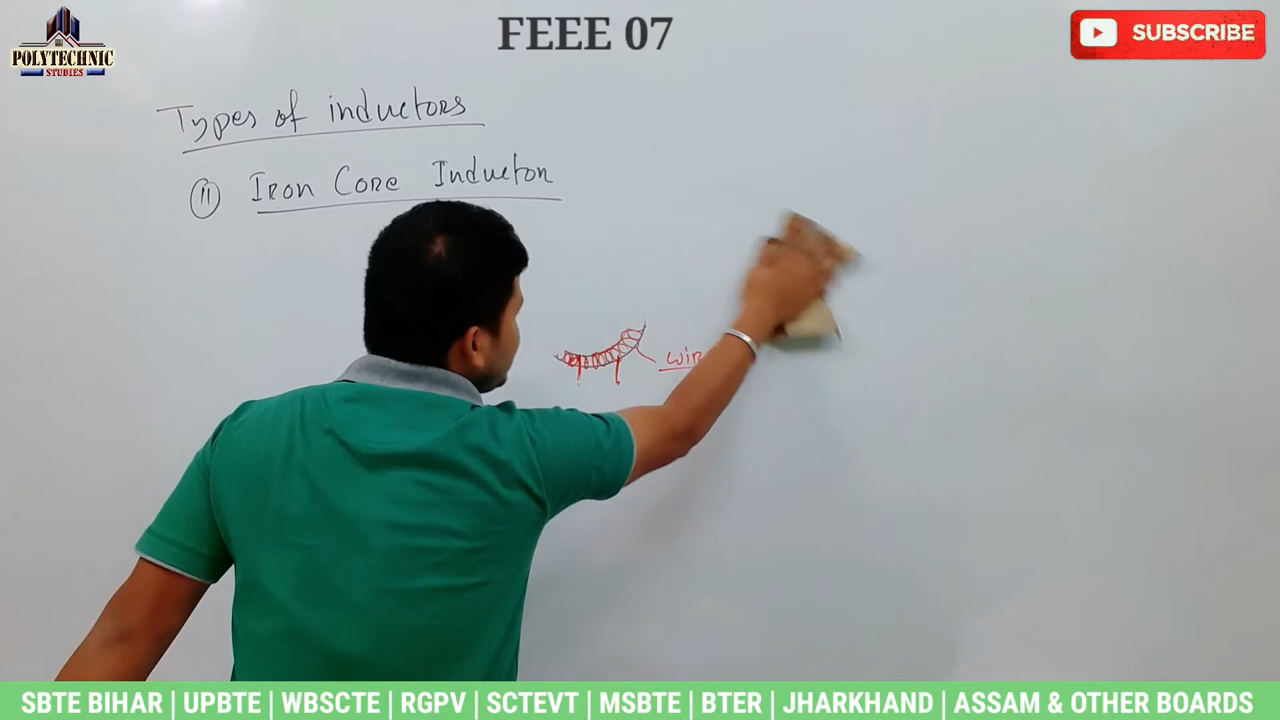 POLYTECHNIC
STUDIES
FEEE 07
SUBSCRIBE
Types of inductors
II Iron Core Inductor
SBTE BIHAR | UPBTE | WBSCTE | RGPV | SCTEVT | MSBTE | BTER | JHARKHAND | ASSAM & OTHER BOARDS